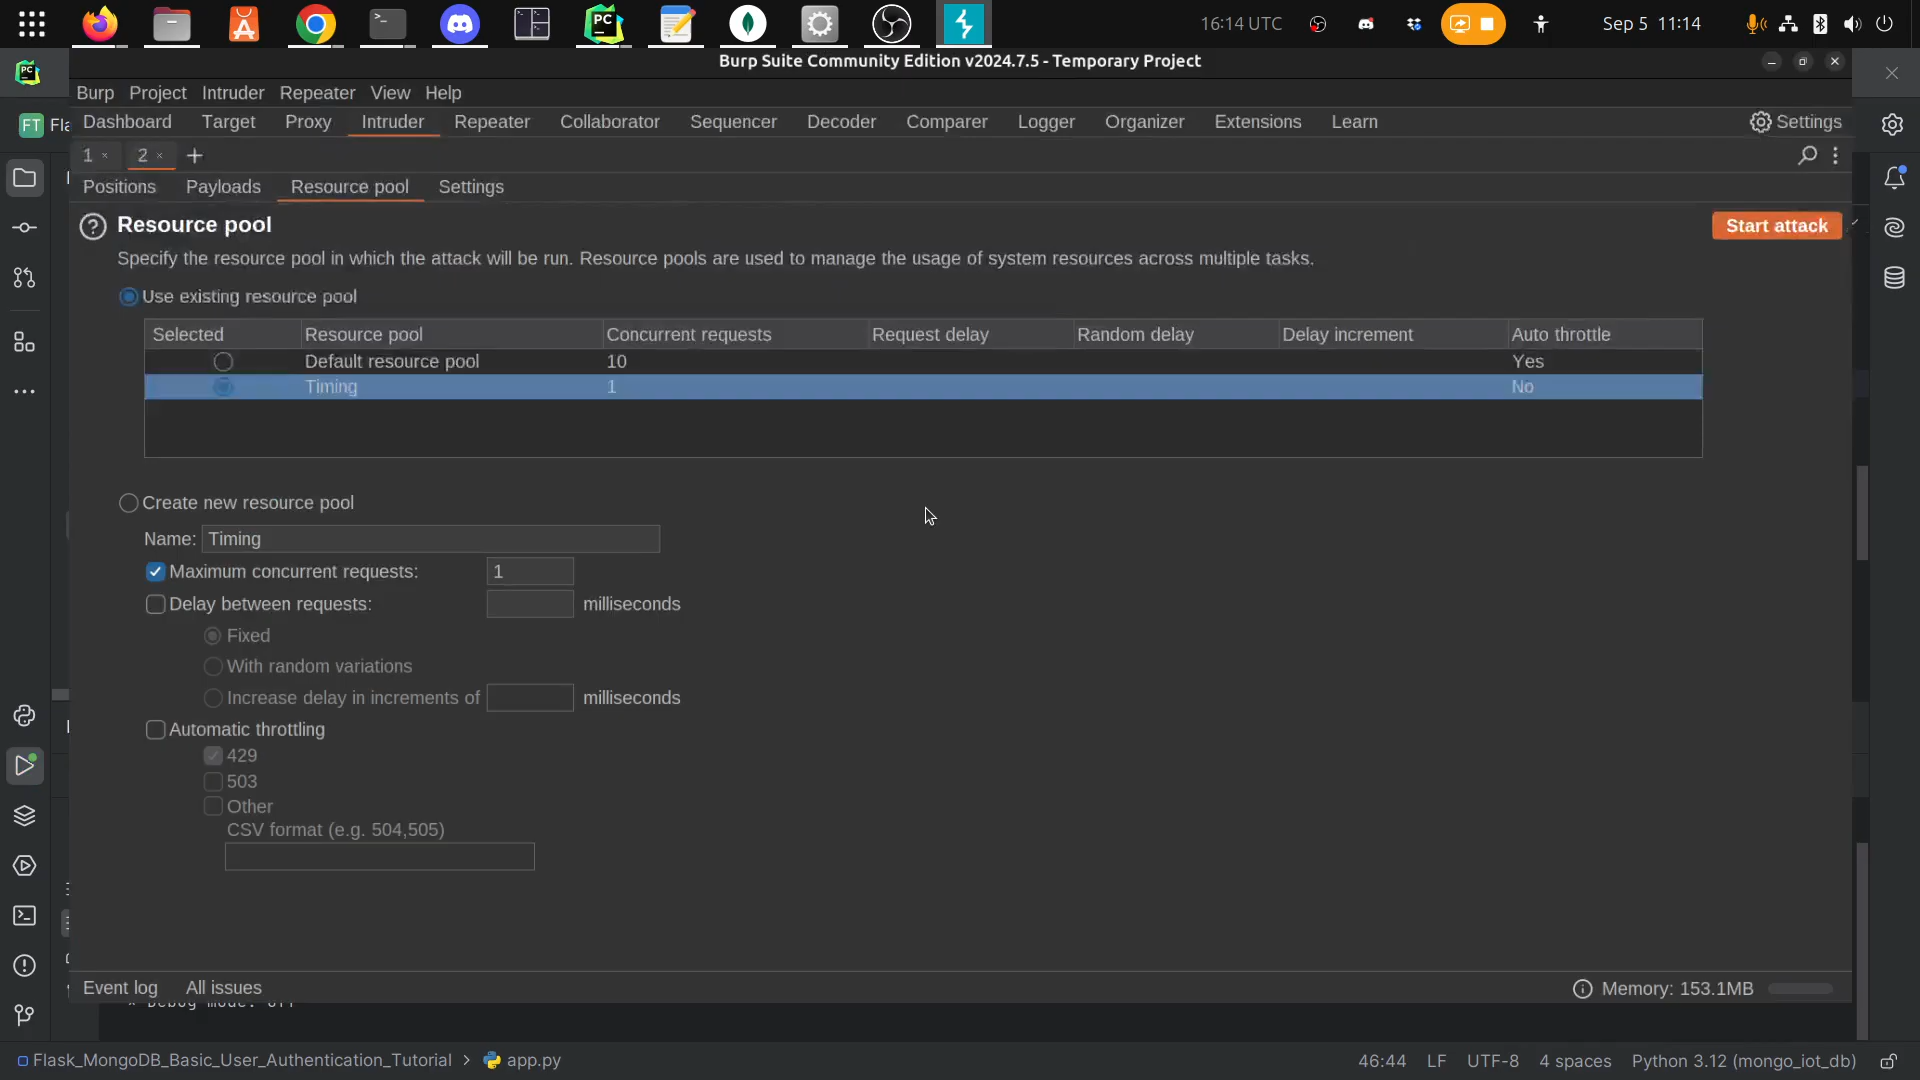 16:14 UTC
Sep 5 11:14
Burp Suite Community Edition v2024.7.5 - Temporary Project
Burp Project Intruder Repeater View Help
FT Fla
Dashboard Target Proxy Intruder Repeater Collaborator Sequencer Decoder Comparer Logger Organizer Extensions Learn Settings
1 × 2 × +
Positions Payloads Resource pool Settings
Resource pool
Start attack
Specify the resource pool in which the attack will be run. Resource pools are used to manage the usage of system resources across multiple tasks.
Use existing resource pool
Selected Resource pool Concurrent requests Request delay Random delay Delay increment Auto throttle
Default resource pool 10 Yes
Timing 1 No
Create new resource pool
Name: Timing
Maximum concurrent requests: 1
Delay between requests: milliseconds
Fixed
With random variations
Increase delay in increments of milliseconds
Automatic throttling
429
503
Other
CSV format (e.g. 504,505)
Event log All issues
Memory: 153.1MB
* Debug mode: off
Flask_MongoDB_Basic_User_Authentication_Tutorial > app.py
46:44 LF UTF-8 4 spaces Python 3.12 (mongo_iot_db)